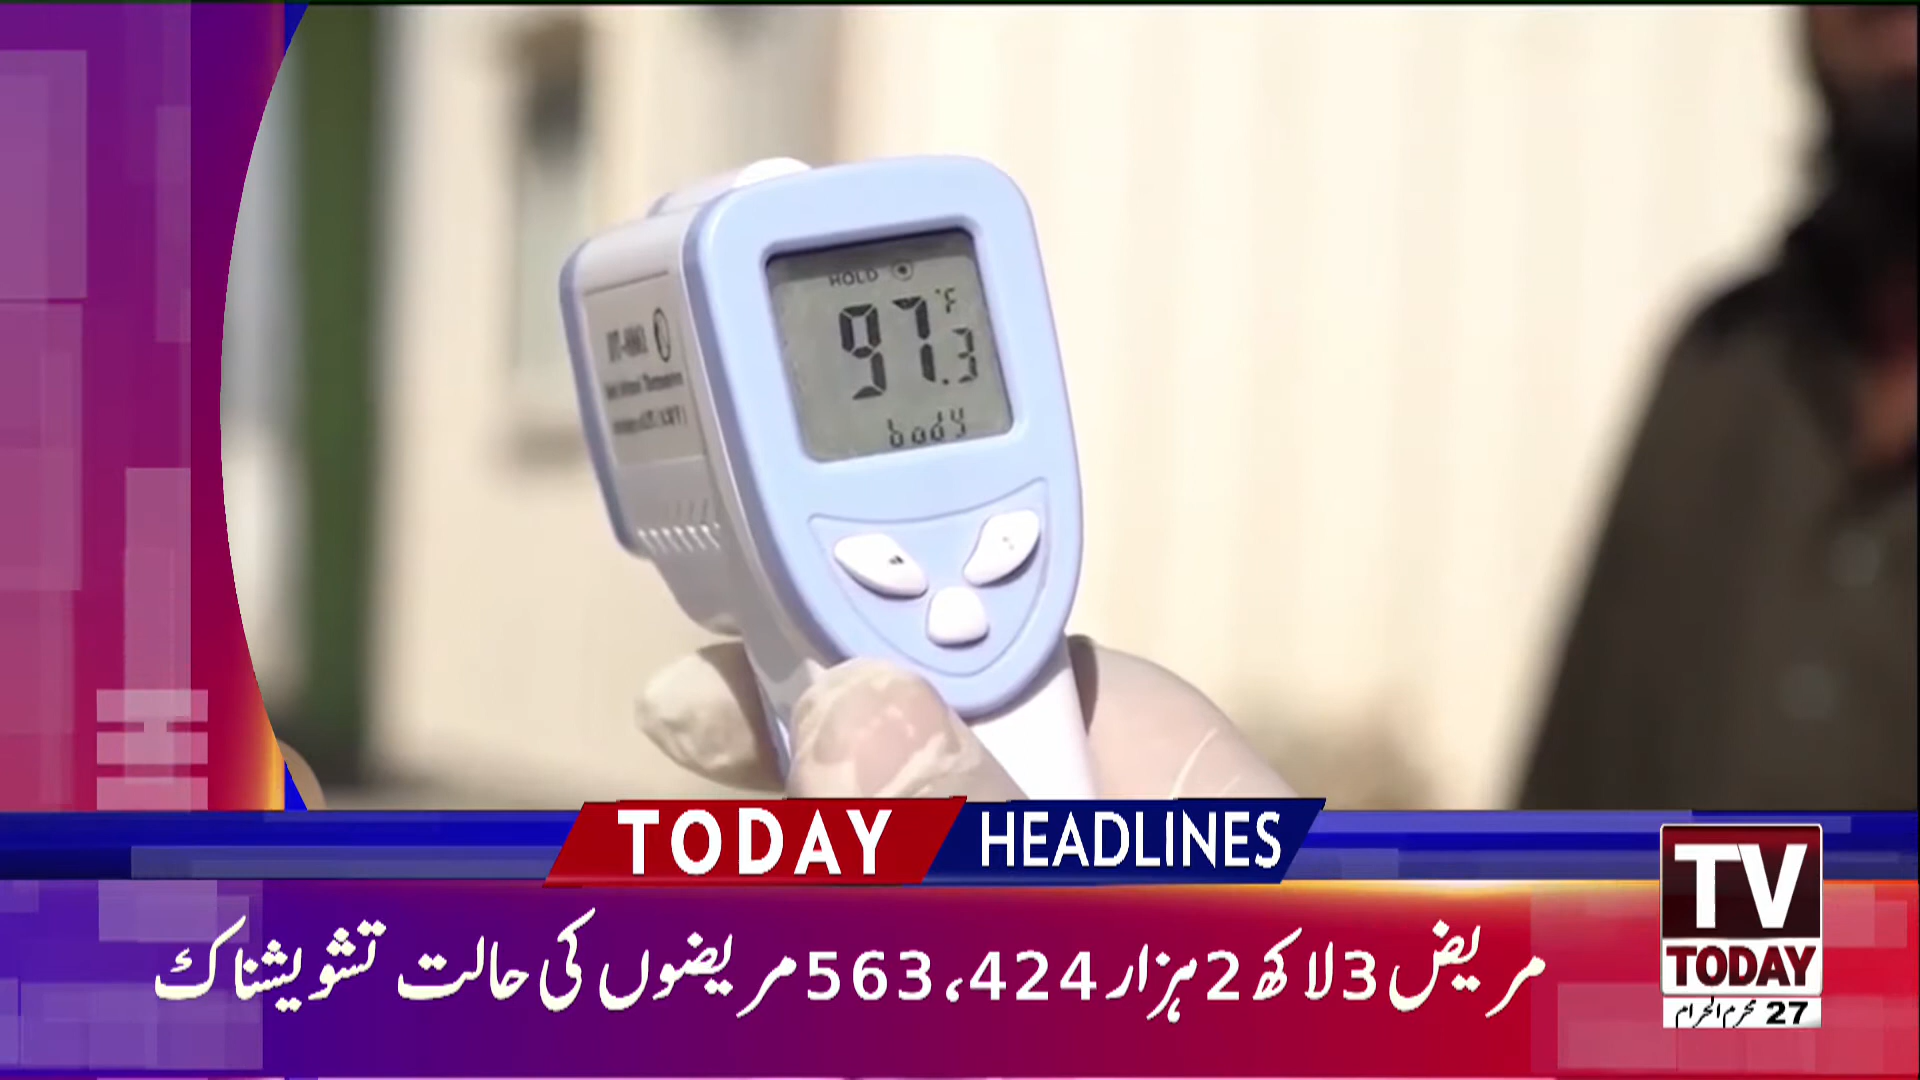 HOLD
°F
97.3
body
TODAY HEADLINES
مریض 3 لاکھ 2 ہزار 424، 563 مریضوں کی حالت تشویشناک
TV
TODAY
27 محرم الحرام